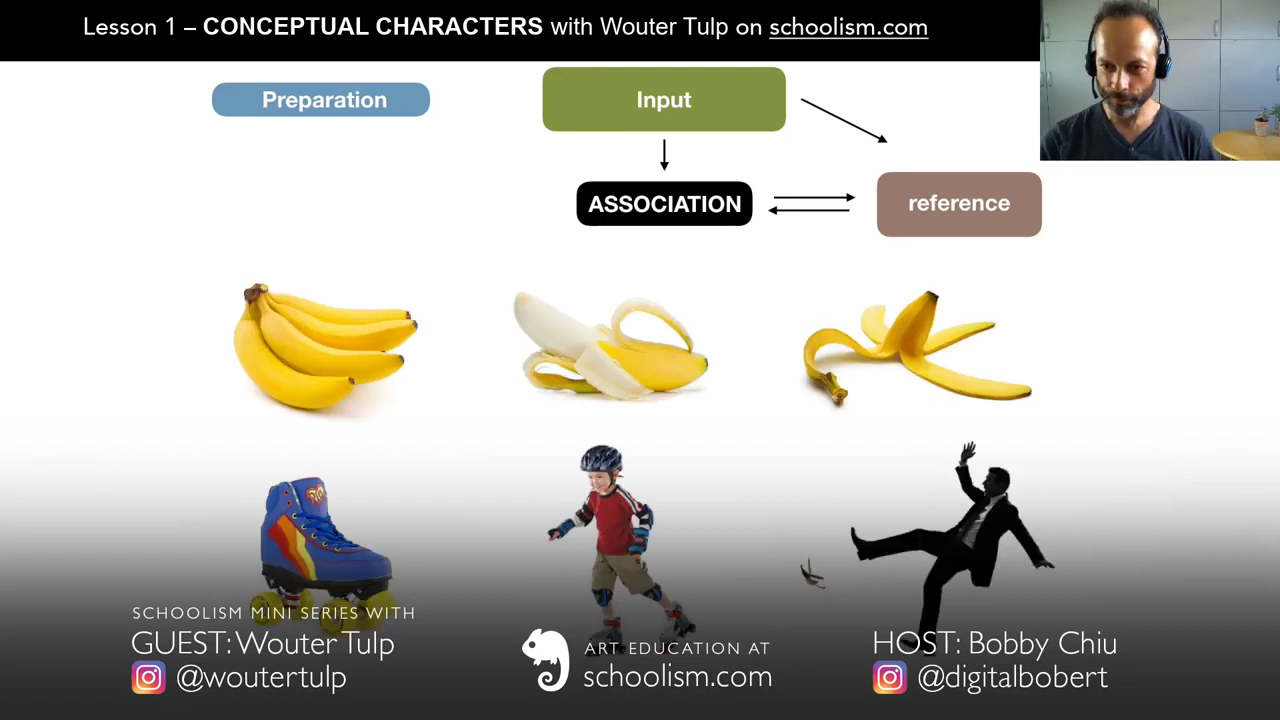 Lesson 1 – CONCEPTUAL CHARACTERS with Wouter Tulp on schoolism.com
Preparation
Input
ASSOCIATION
reference
SCHOOLISM MINI SERIES WITH
GUEST: Wouter Tulp
@woutertulp
ART EDUCATION AT
schoolism.com
HOST: Bobby Chiu
@digitalbobert